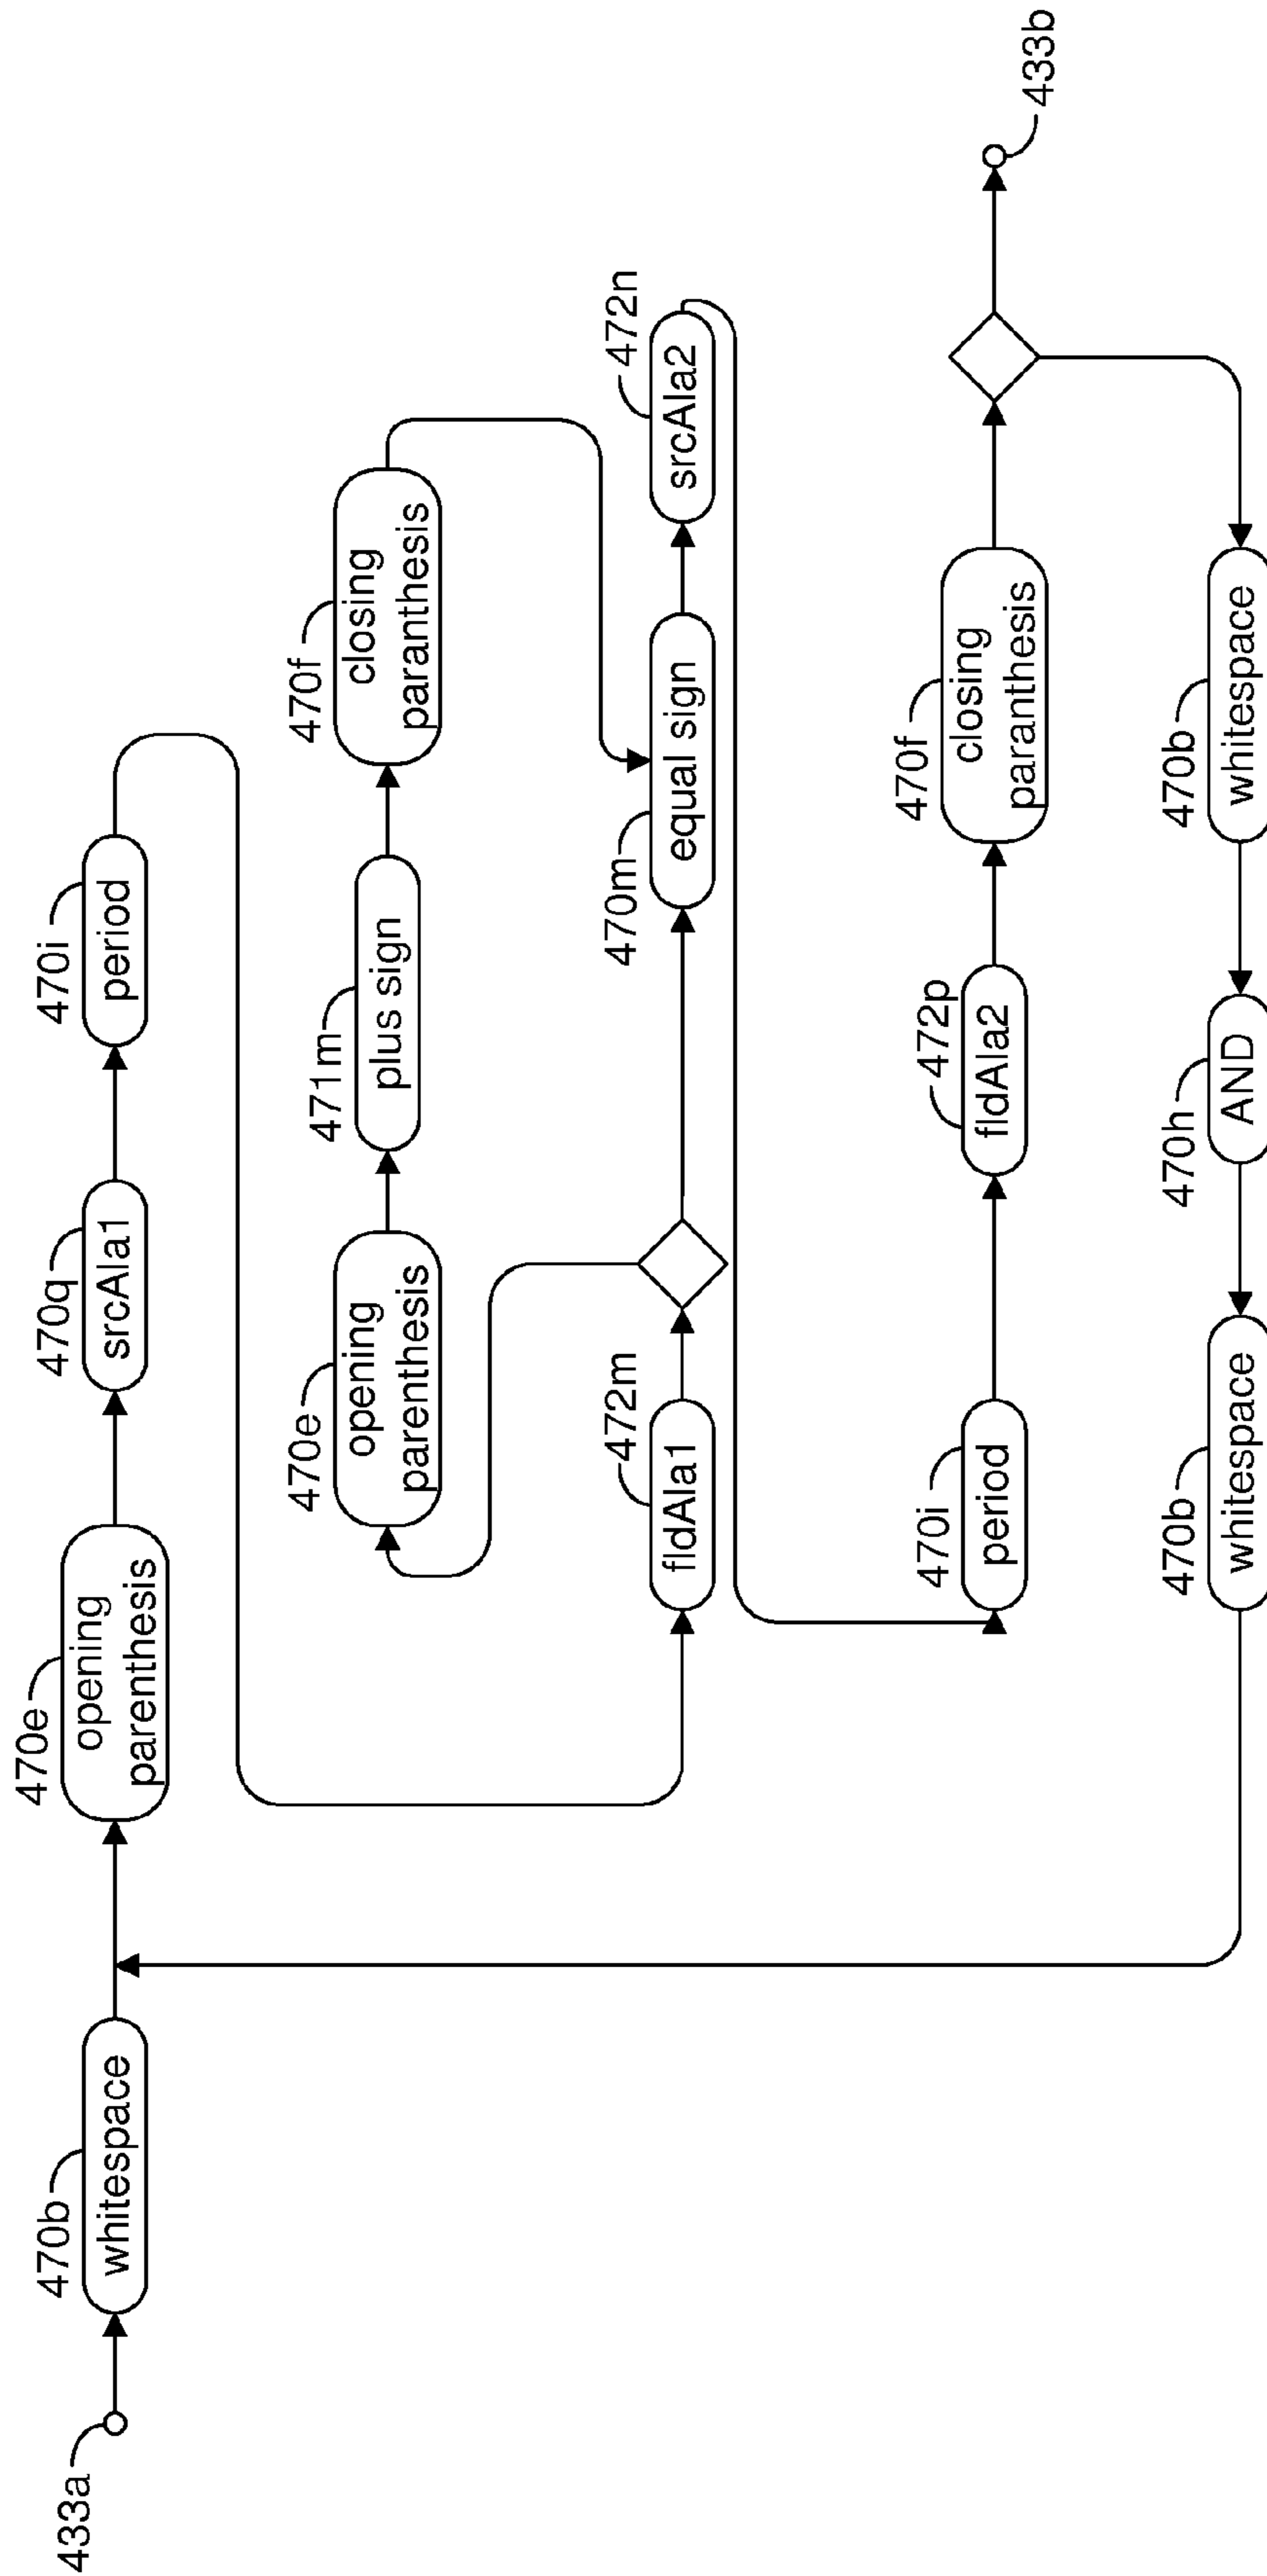 433a
470b
whitespace
470e
opening
parenthesis
470q
srcAla1
470i
period
470e
opening
parenthesis
471m
plus sign
470f
closing
paranthesis
472m
fldAla1
470m
equal sign
472n
srcAla2
470i
period
472p
fldAla2
470f
closing
paranthesis
433b
470b
whitespace
470h
AND
470b
whitespace